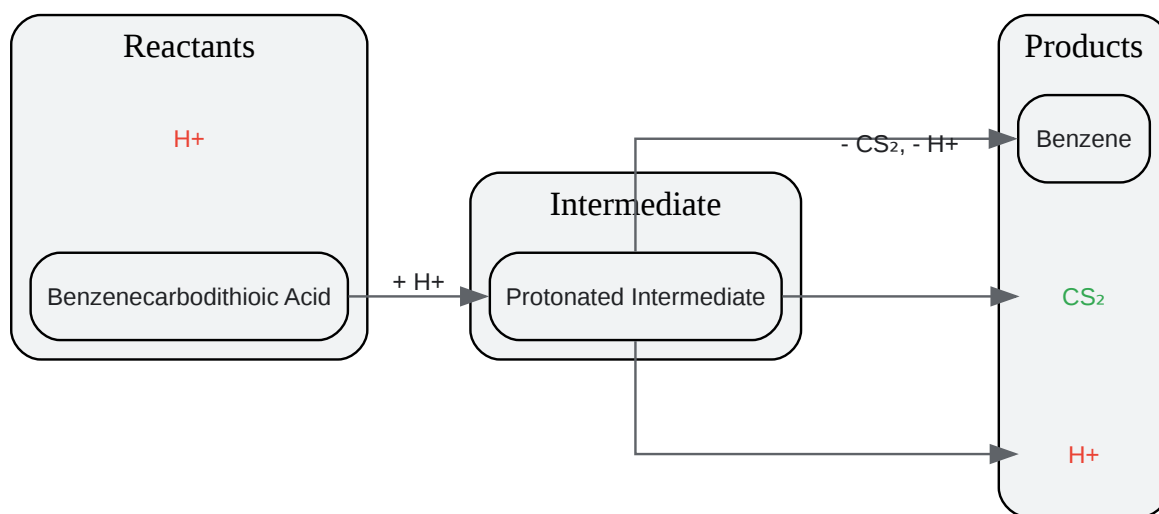 Reactants
H+
Benzenecarbodithioic Acid
+ H+
Intermediate
Protonated Intermediate
- CS₂, - H+
Products
Benzene
CS₂
H+